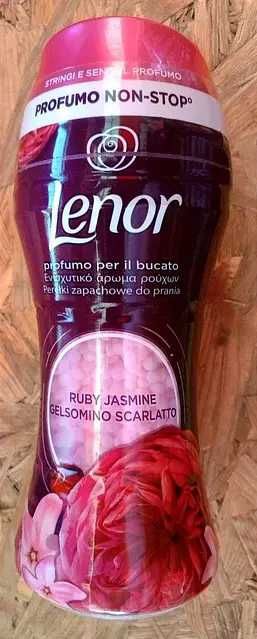 STRINGI E SENTI IL PROFUMO
PROFUMO NON-STOP°
Lenor
profumo per il bucato
Ενισχυτικό άρωμα ρούχων
Perełki zapachowe do prania
RUBY JASMINE
GELSOMINO SCARLATTO